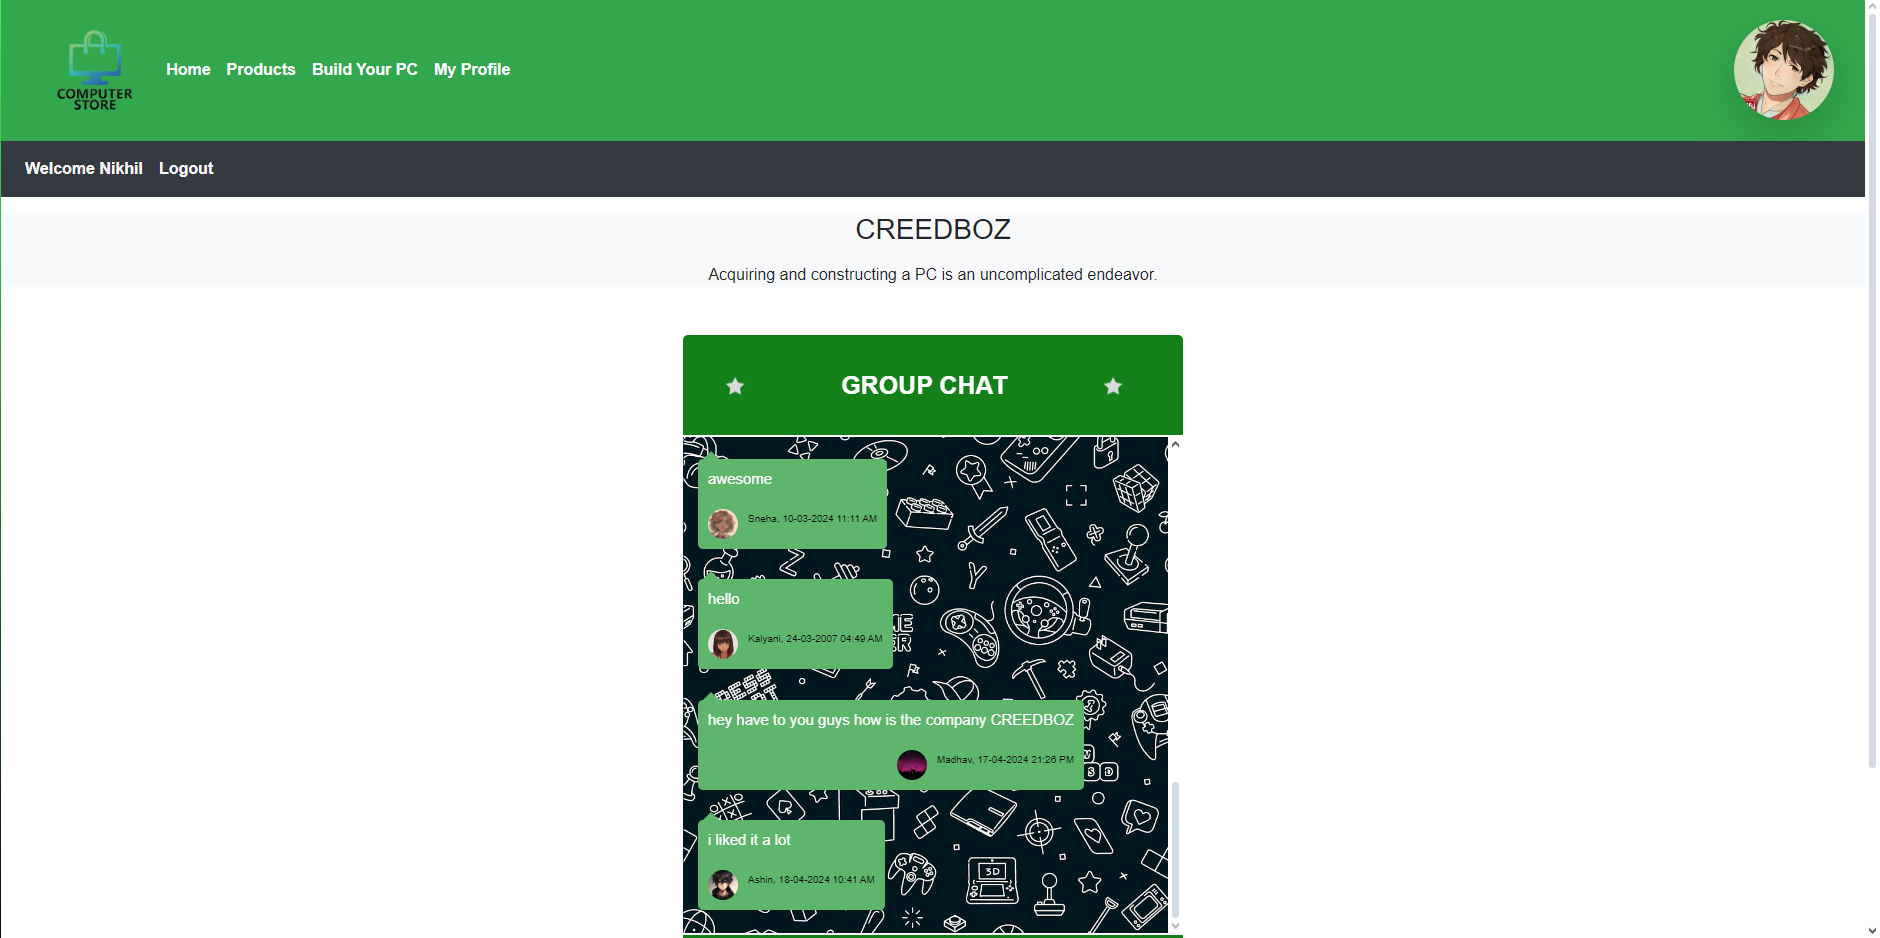 COMPUTER
STORE
Home Products Build Your PC My Profile
Welcome Nikhil Logout
CREEDBOZ
Acquiring and constructing a PC is an uncomplicated endeavor.
GROUP CHAT
awesome
Sneha, 10-03-2024 11:11 AM
hello
Kalyani, 24-03-2007 04:49 AM
hey have to you guys how is the company CREEDBOZ
Madhav, 17-04-2024 21:26 PM
i liked it a lot
Ashin, 18-04-2024 10:41 AM
3D